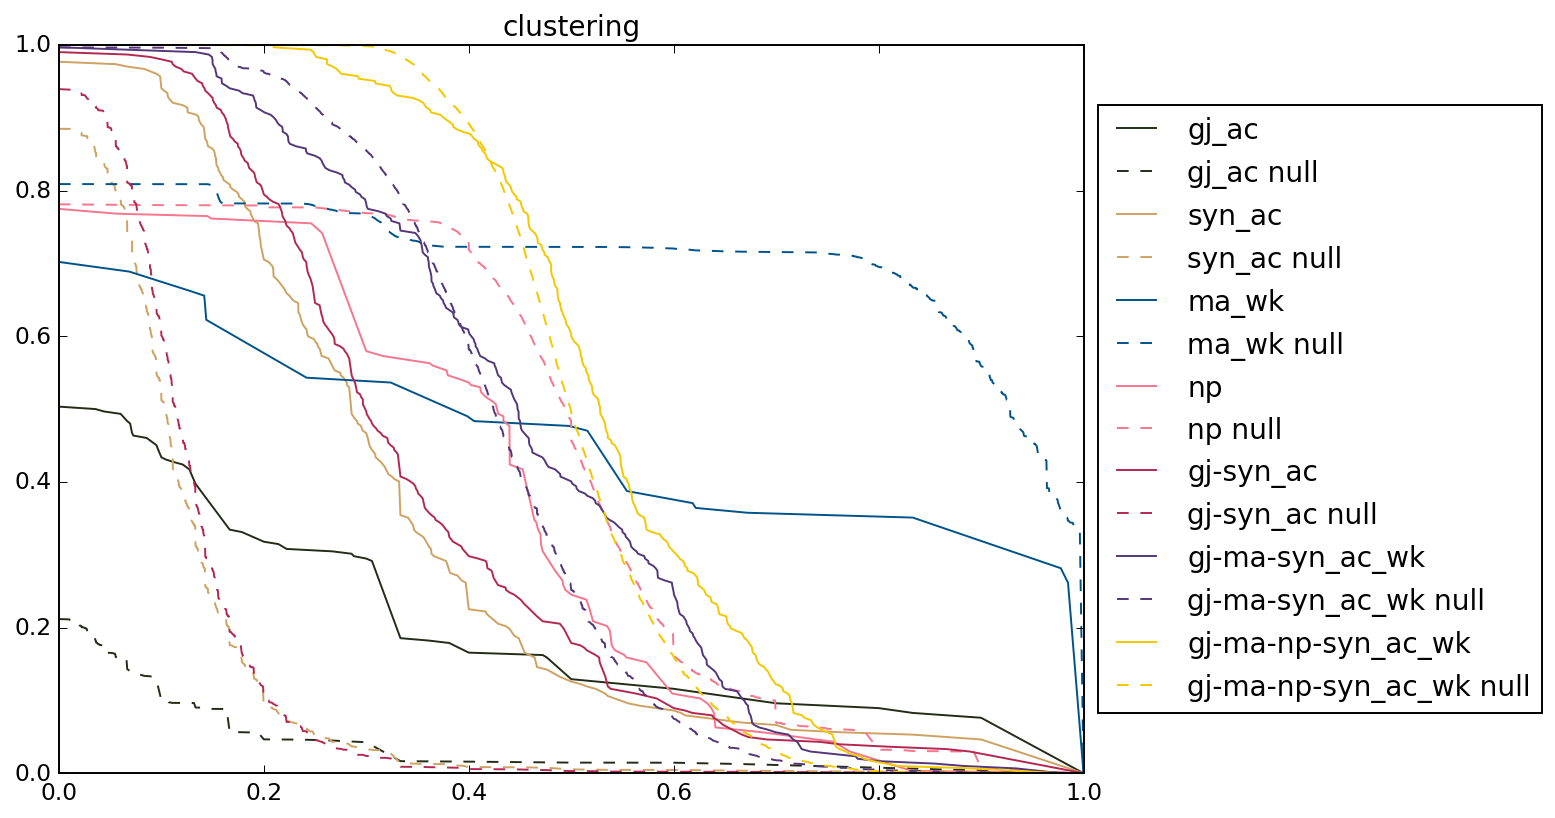 clustering
1.0
0.8
0.6
0.4
0.2
0.0
0.0 0.2 0.4 0.6 0.8 1.0
gj_ac
gj_ac null
syn_ac
syn_ac null
ma_wk
ma_wk null
np
np null
gj-syn_ac
gj-syn_ac null
gj-ma-syn_ac_wk
gj-ma-syn_ac_wk null
gj-ma-np-syn_ac_wk
gj-ma-np-syn_ac_wk null